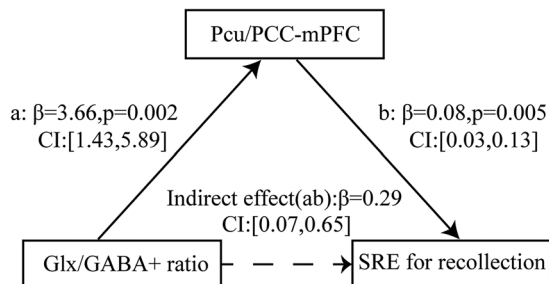 Pcu/PCC-mPFC
a: β=3.66,p=0.002
CI:[1.43,5.89]
b: β=0.08,p=0.005
CI:[0.03,0.13]
Indirect effect(ab):β=0.29
CI:[0.07,0.65]
Glx/GABA+ ratio
SRE for recollection